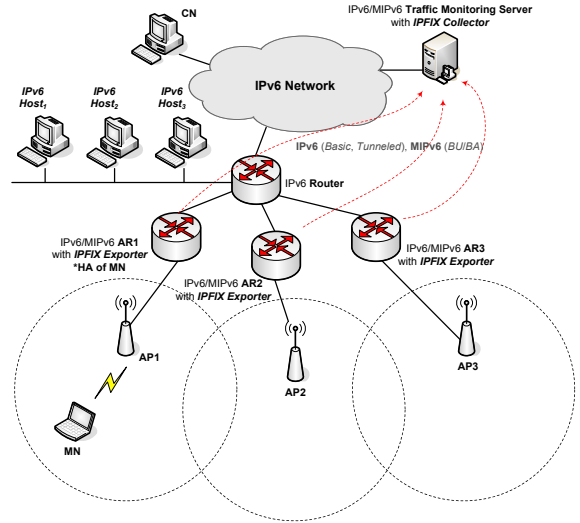 IPv6/MIPv6 Traffic Monitoring Server
with IPFIX Collector
CN
IPv6 Network
IPv6
Host1
IPv6
Host2
IPv6
Host3
IPv6 (Basic, Tunneled), MIPv6 (BU/BA)
IPv6 Router
IPv6/MIPv6 AR1
with IPFIX Exporter
*HA of MN
IPv6/MIPv6 AR2
with IPFIX Exporter
IPv6/MIPv6 AR3
with IPFIX Exporter
AP1
AP2
AP3
MN